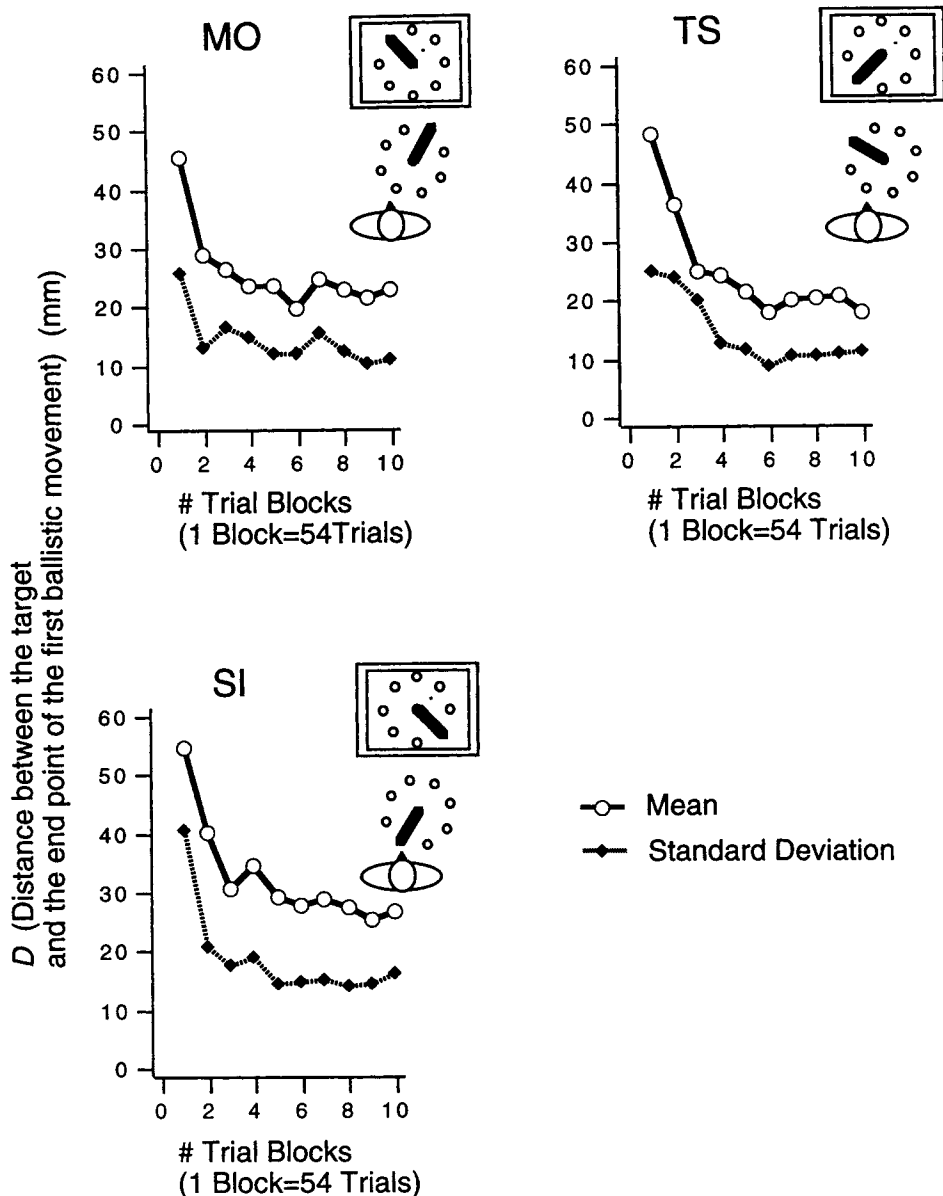 MO
60
50
40
30
20
10
0
0 2 4 6 8 10
# Trial Blocks
(1 Block=54Trials)
TS
60
50
40
30
20
10
0
0 2 4 6 8 10
# Trial Blocks
(1 Block=54 Trials)
D (Distance between the target
and the end point of the first ballistic movement) (mm)
SI
60
50
40
30
20
10
0
0 2 4 6 8 10
# Trial Blocks
(1 Block=54 Trials)
Mean
Standard Deviation